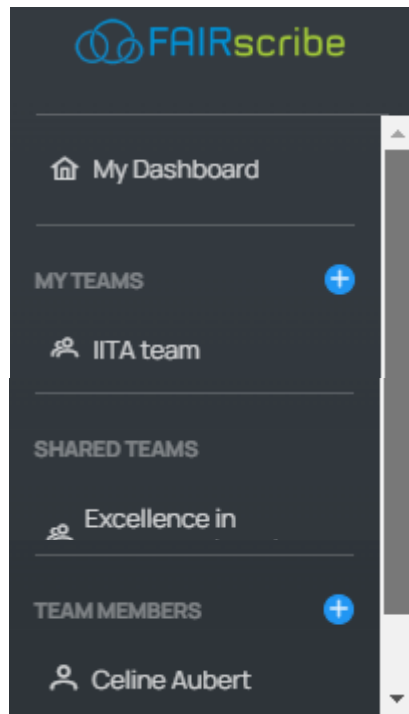 FAIRscribe
My Dashboard
MY TEAMS
IITA team
SHARED TEAMS
Excellence in
TEAM MEMBERS
Celine Aubert